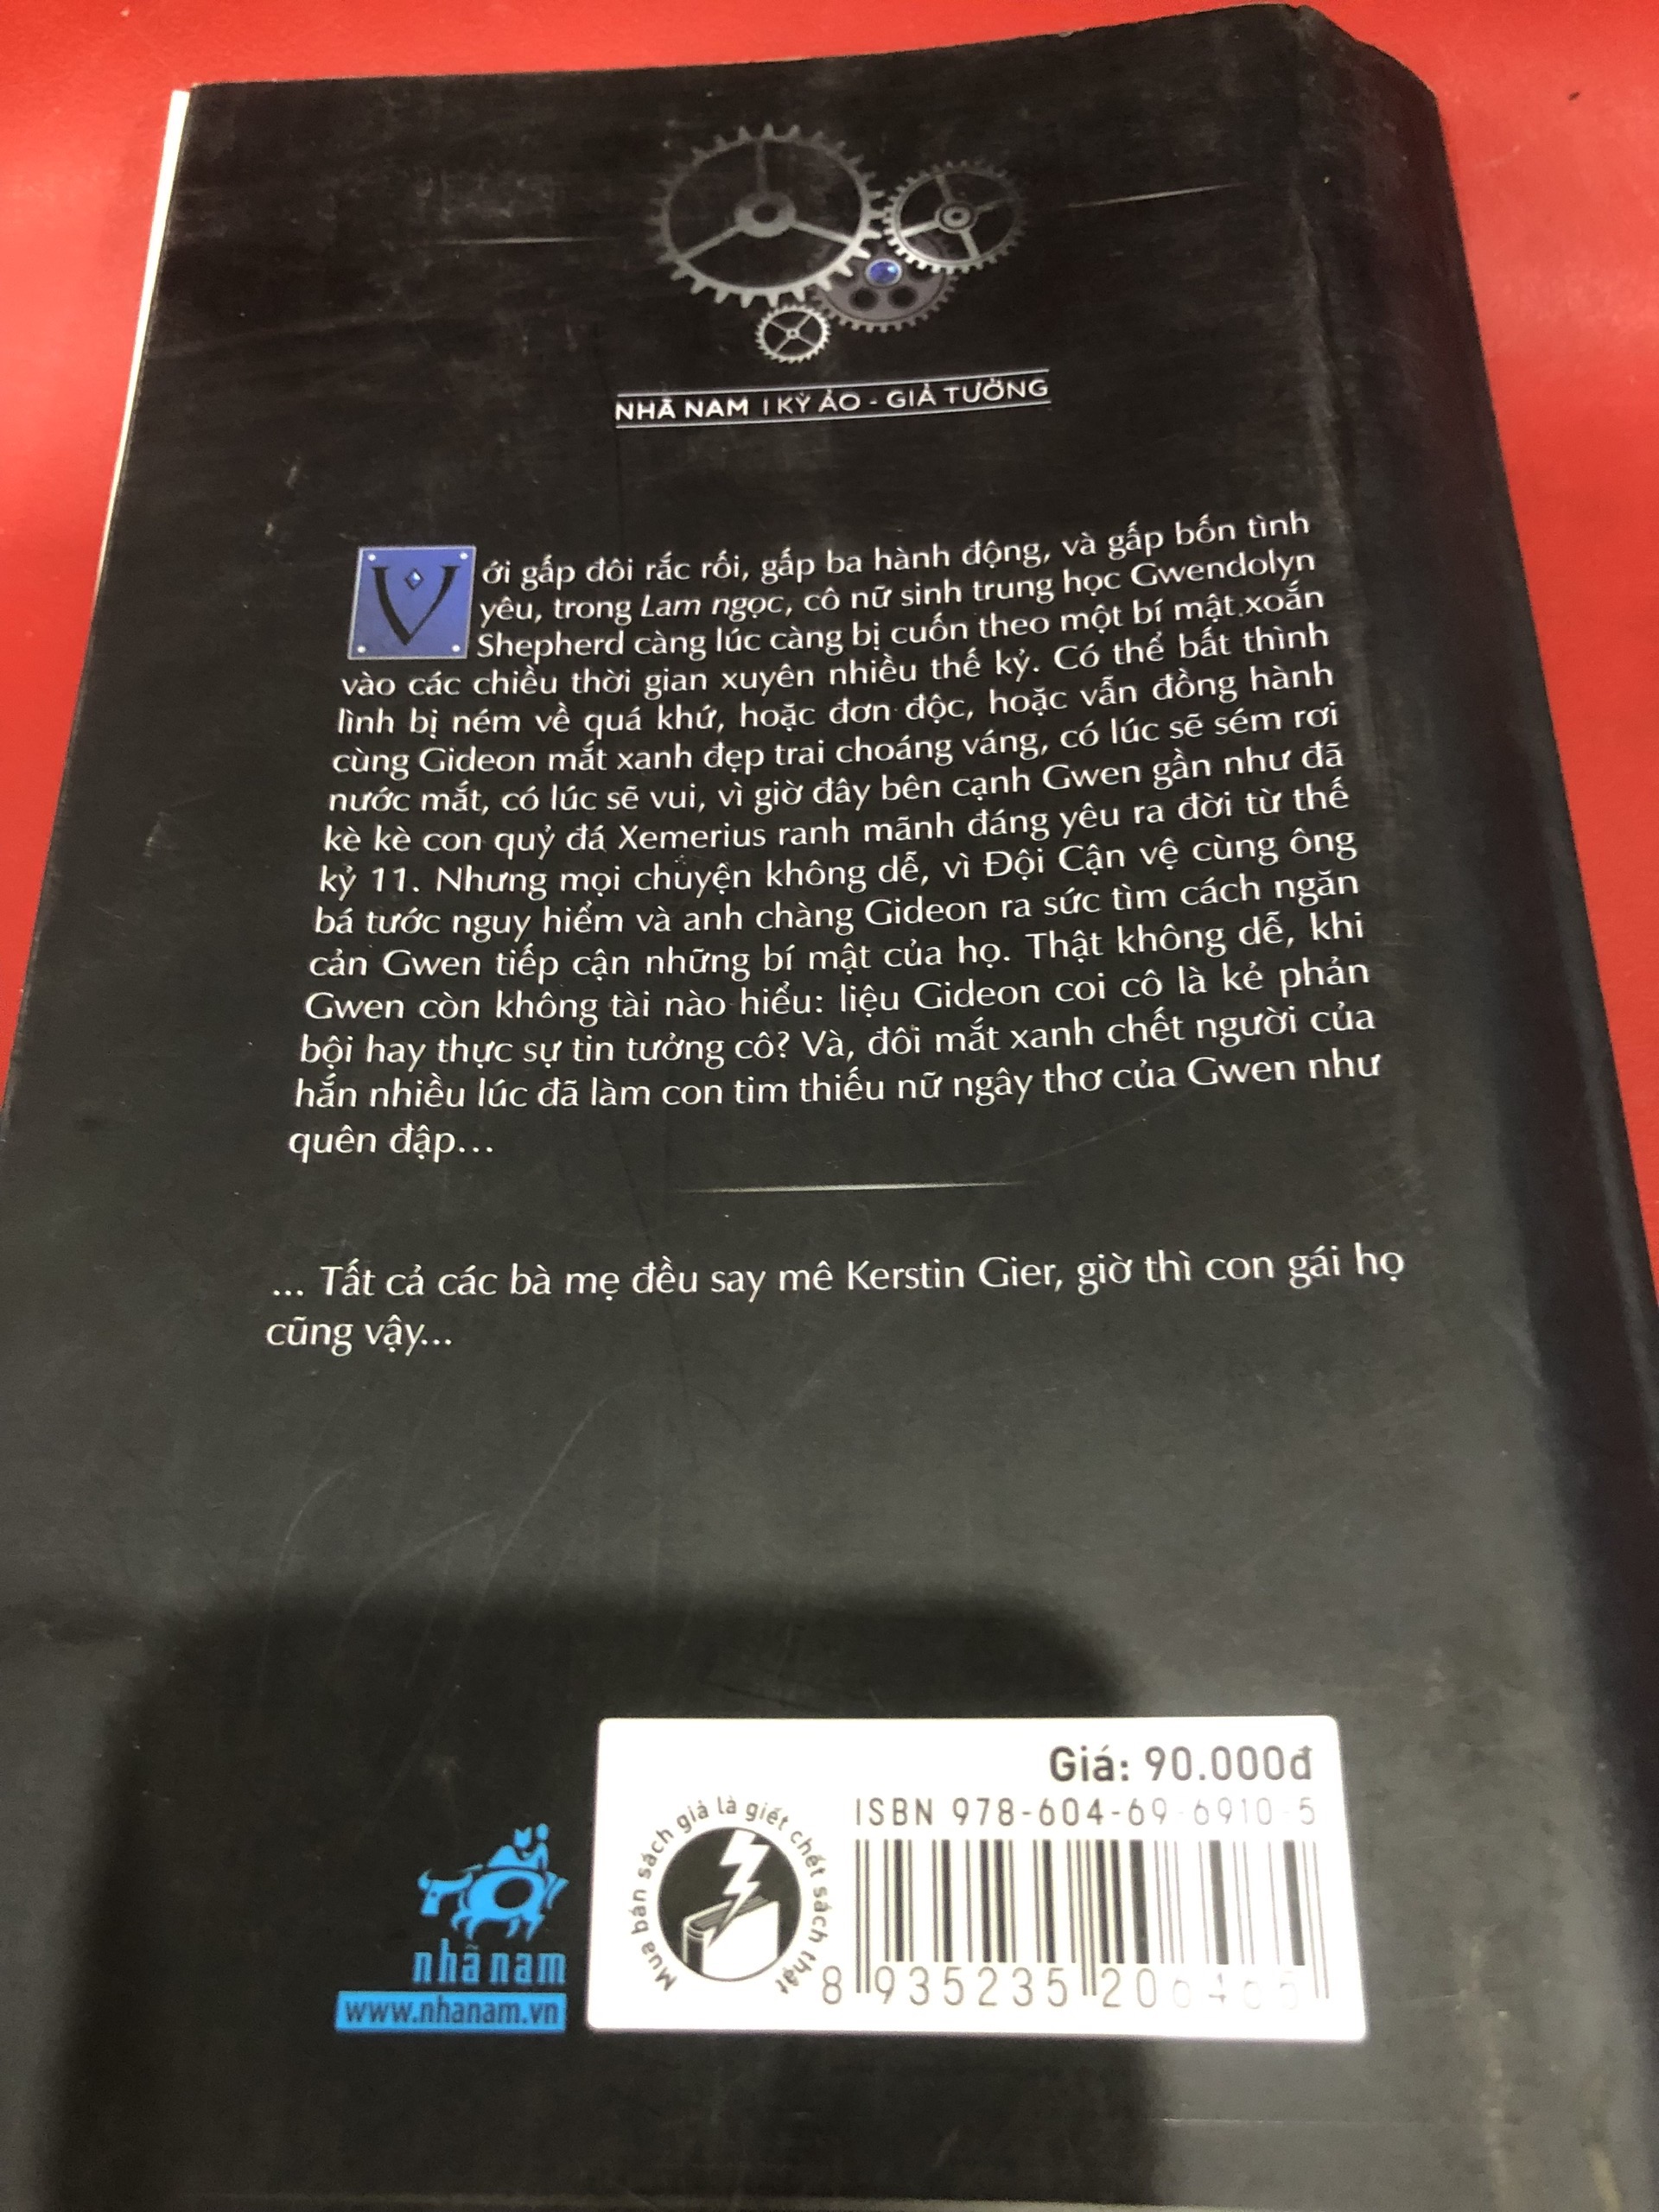 NHÃ NAM | KỲ ẢO - GIẢ TƯỞNG
Với gấp đôi rắc rối, gấp ba hành động, và gấp bốn tình
yêu, trong Lam ngọc, cô nữ sinh trung học Gwendolyn
Shepherd càng lúc càng bị cuốn theo một bí mật xoắn
vào các chiều thời gian xuyên nhiều thế kỷ. Có thể bất thình
lình bị ném về quá khứ, hoặc đơn độc, hoặc vẫn đồng hành
cùng Gideon mắt xanh đẹp trai choáng váng, có lúc sẽ sém rơi
nước mắt, có lúc sẽ vui, vì giờ đây bên cạnh Gwen gần như đã
kè kè con quỷ đá Xemerius ranh mãnh đáng yêu ra đời từ thế
kỷ 11. Nhưng mọi chuyện không dễ, vì Đội Cận vệ cùng ông
bá tước nguy hiểm và anh chàng Gideon ra sức tìm cách ngăn
cản Gwen tiếp cận những bí mật của họ. Thật không dễ, khi
Gwen còn không tài nào hiểu: liệu Gideon coi cô là kẻ phản
bội hay thực sự tin tưởng cô? Và, đôi mắt xanh chết người của
hắn nhiều lúc đã làm con tim thiếu nữ ngây thơ của Gwen như
quên đập...
... Tất cả các bà mẹ đều say mê Kerstin Gier, giờ thì con gái họ
cũng vậy...
Giá: 90.000đ
ISBN 978-604-69-6910-5
Mua bán sách giả là giết chết sách thật
8 935235 206465
nhã nam
www.nhanam.vn